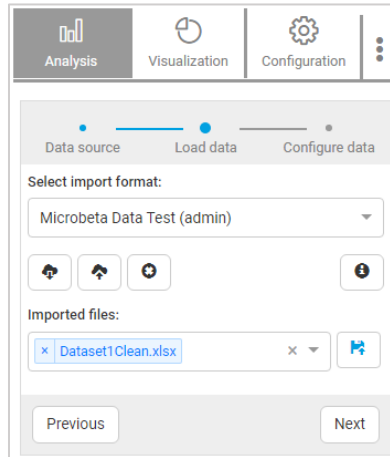 Analysis Visualization Configuration
Data source Load data Configure data
Select import format:
Microbeta Data Test (admin)
Imported files:
× Dataset1Clean.xlsx ×
Previous Next